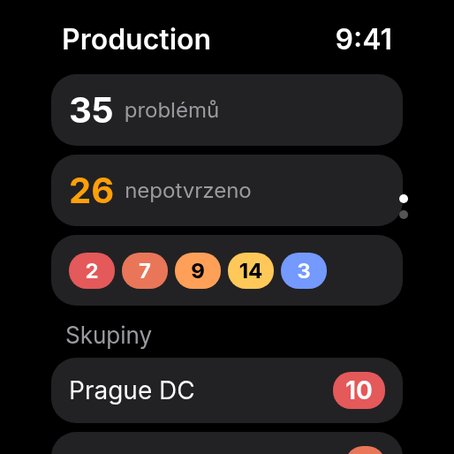 Production 9:41
35 problémů
26 nepotvrzeno
2 7 9 14 3
Skupiny
Prague DC 10